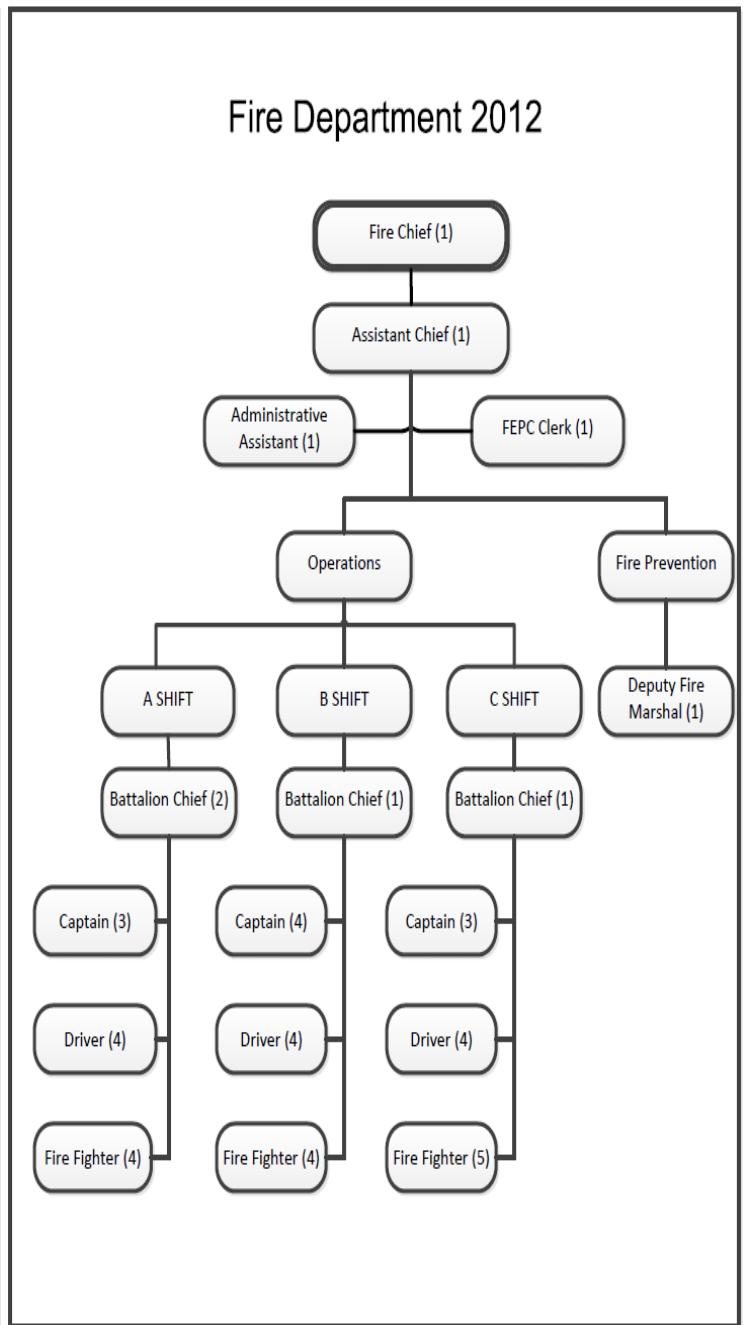 Fire Department 2012
Fire Chief (1)
Assistant Chief (1)
Administrative
Assistant (1)
FEPC Clerk (1)
Operations
Fire Prevention
A SHIFT
B SHIFT
C SHIFT
Deputy Fire
Marshal (1)
Battalion Chief (2)
Battalion Chief (1)
Battalion Chief (1)
Captain (3)
Captain (4)
Captain (3)
Driver (4)
Driver (4)
Driver (4)
Fire Fighter (4)
Fire Fighter (4)
Fire Fighter (5)